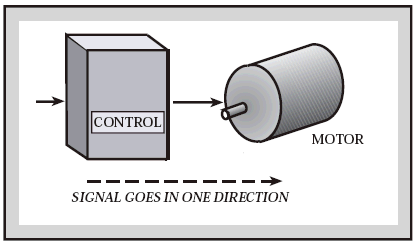 CONTROL
MOTOR
SIGNAL GOES IN ONE DIRECTION